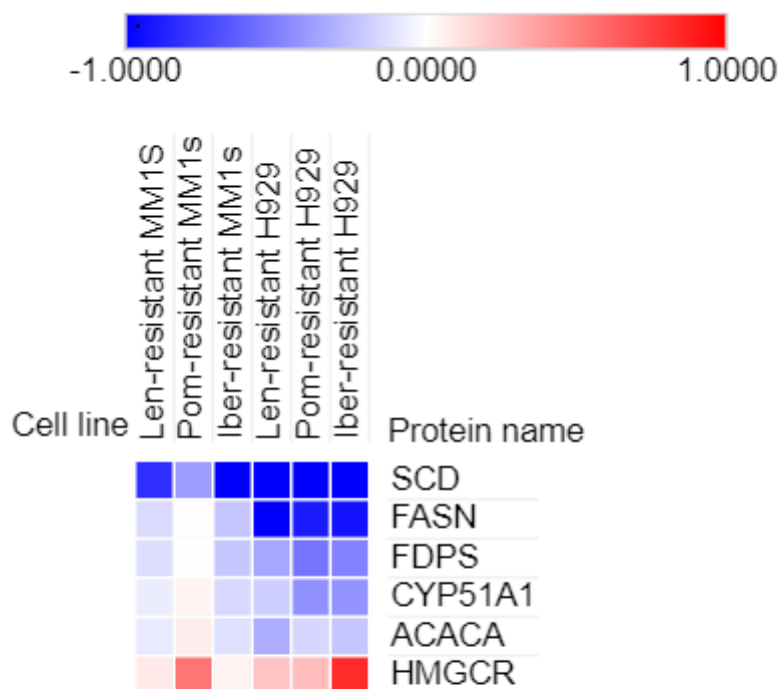 -1.0000 0.0000 1.0000
Len-resistant MM1S
Pom-resistant MM1s
Iber-resistant MM1s
Len-resistant H929
Pom-resistant H929
Iber-resistant H929
Cell line
Protein name
SCD
FASN
FDPS
CYP51A1
ACACA
HMGCR